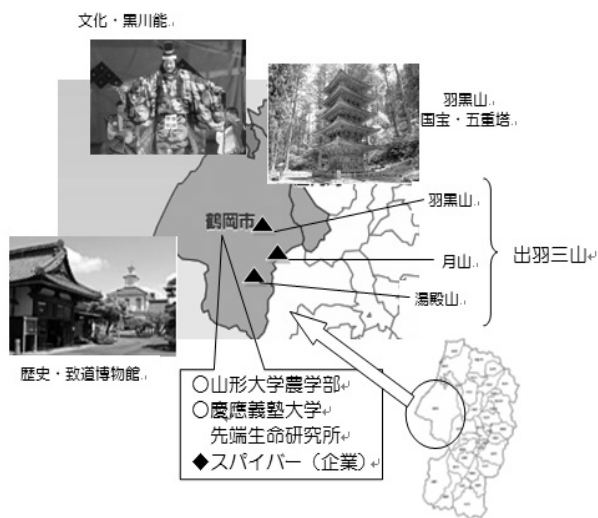 文化・黒川能
羽黒山
国宝・五重塔
鶴岡市
羽黒山
月山
湯殿山
出羽三山
歴史・致道博物館
○山形大学農学部
○慶應義塾大学
先端生命研究所
◆スパイバー（企業）